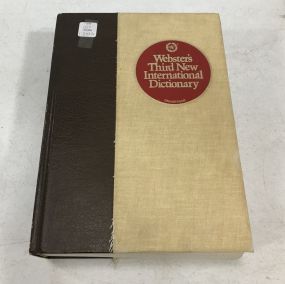 Webster's
Third New
International
Dictionary